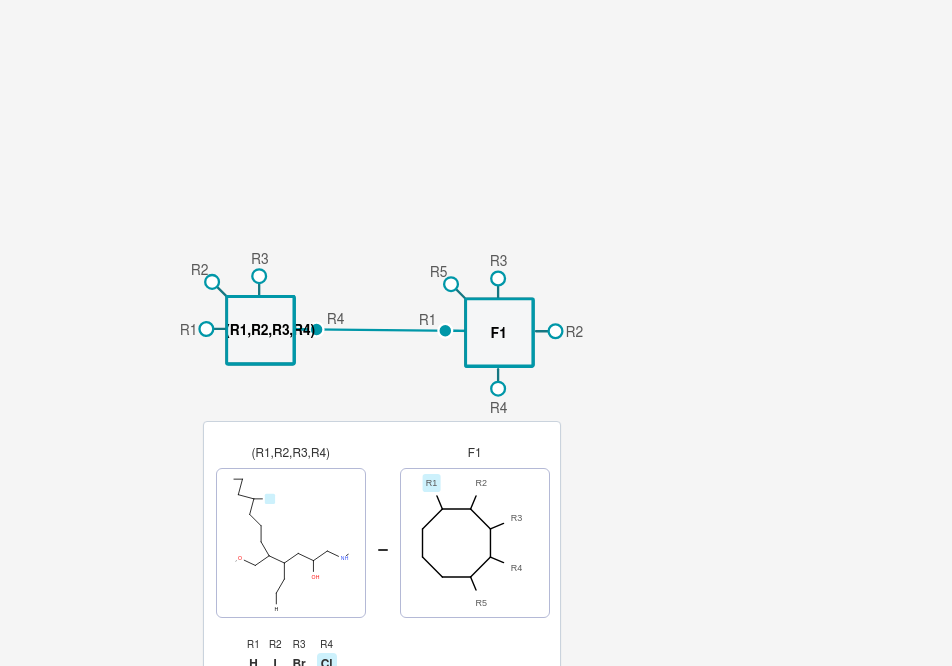 R3
R2
R1
(R1,R2,R3,R4)
R4
R3
R5
R1
F1
R2
R4
(R1,R2,R3,R4)
F1
R1
R2
R3
R4
R5
OH
H
R1 R2 R3 R4
H I Br Cl